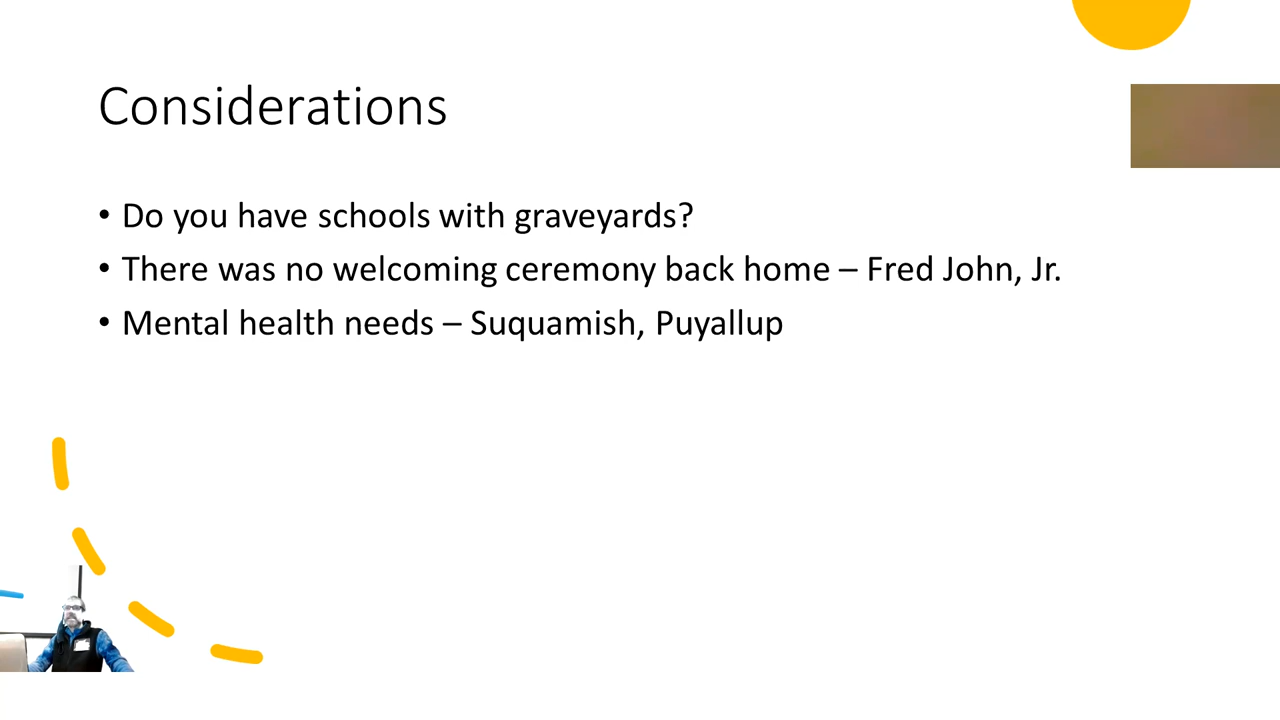 Considerations
• Do you have schools with graveyards?
• There was no welcoming ceremony back home – Fred John, Jr.
• Mental health needs – Suquamish, Puyallup